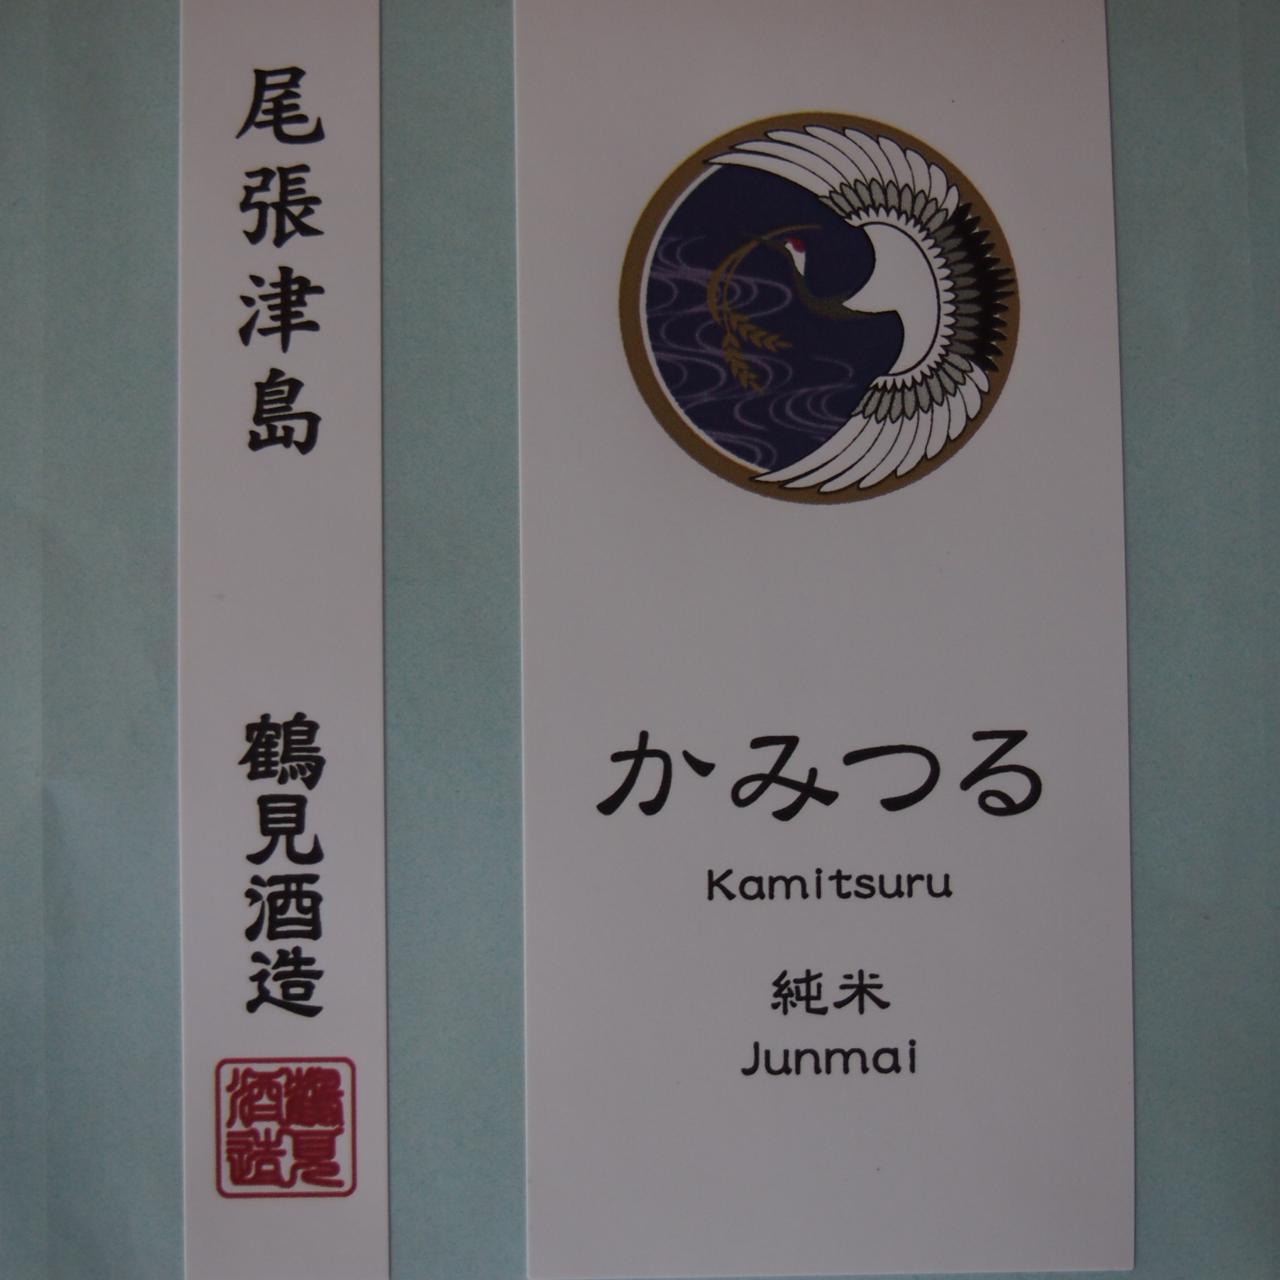 尾張津島
鶴見酒造
鶴見
酒造
かみつる
Kamitsuru
純米
Junmai